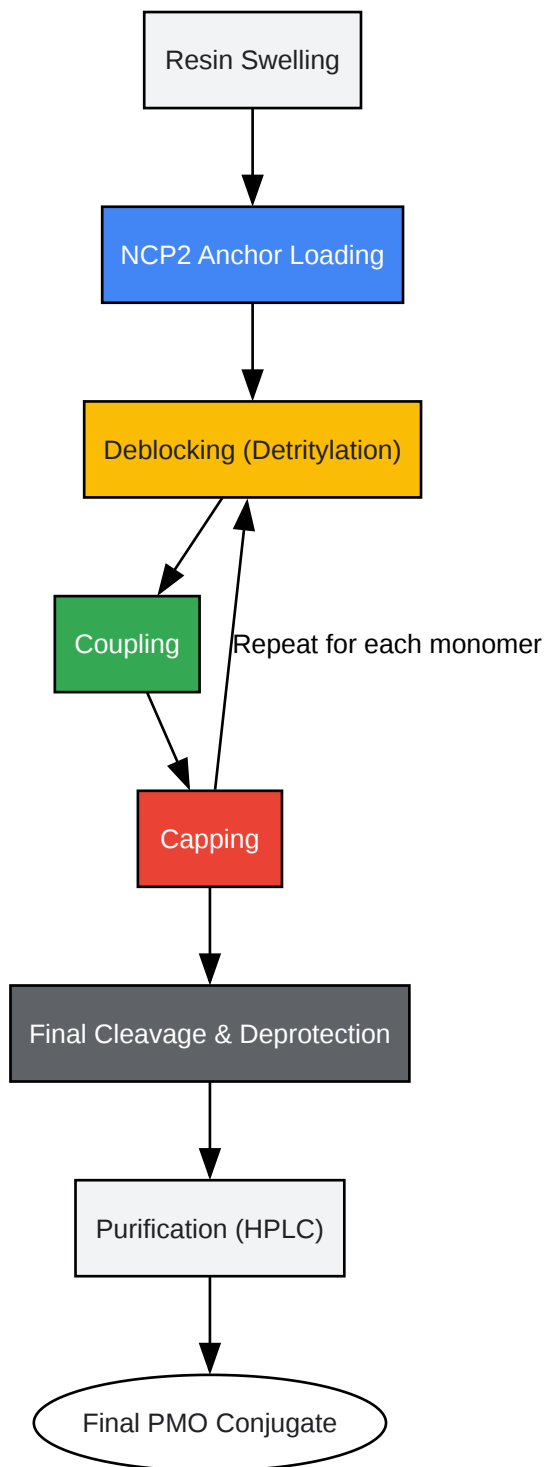 Resin Swelling
NCP2 Anchor Loading
Deblocking (Detritylation)
Coupling
Repeat for each monomer
Capping
Final Cleavage & Deprotection
Purification (HPLC)
Final PMO Conjugate